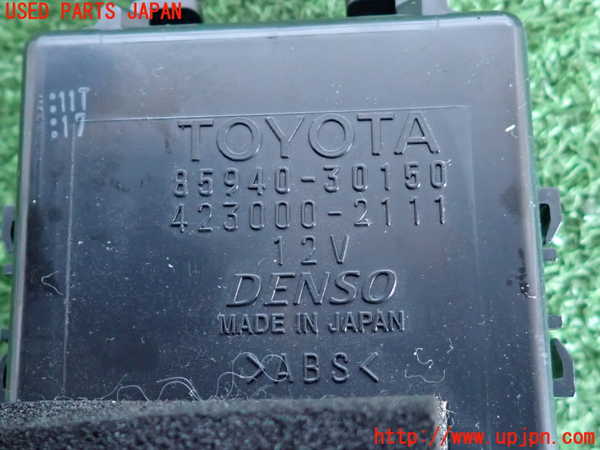 USED PARTS JAPAN
:11T
:17
TOYOTA
85940-30150
423000-2111
12V
DENSO
MADE IN JAPAN
>ABS<
http://www.upjpn.com